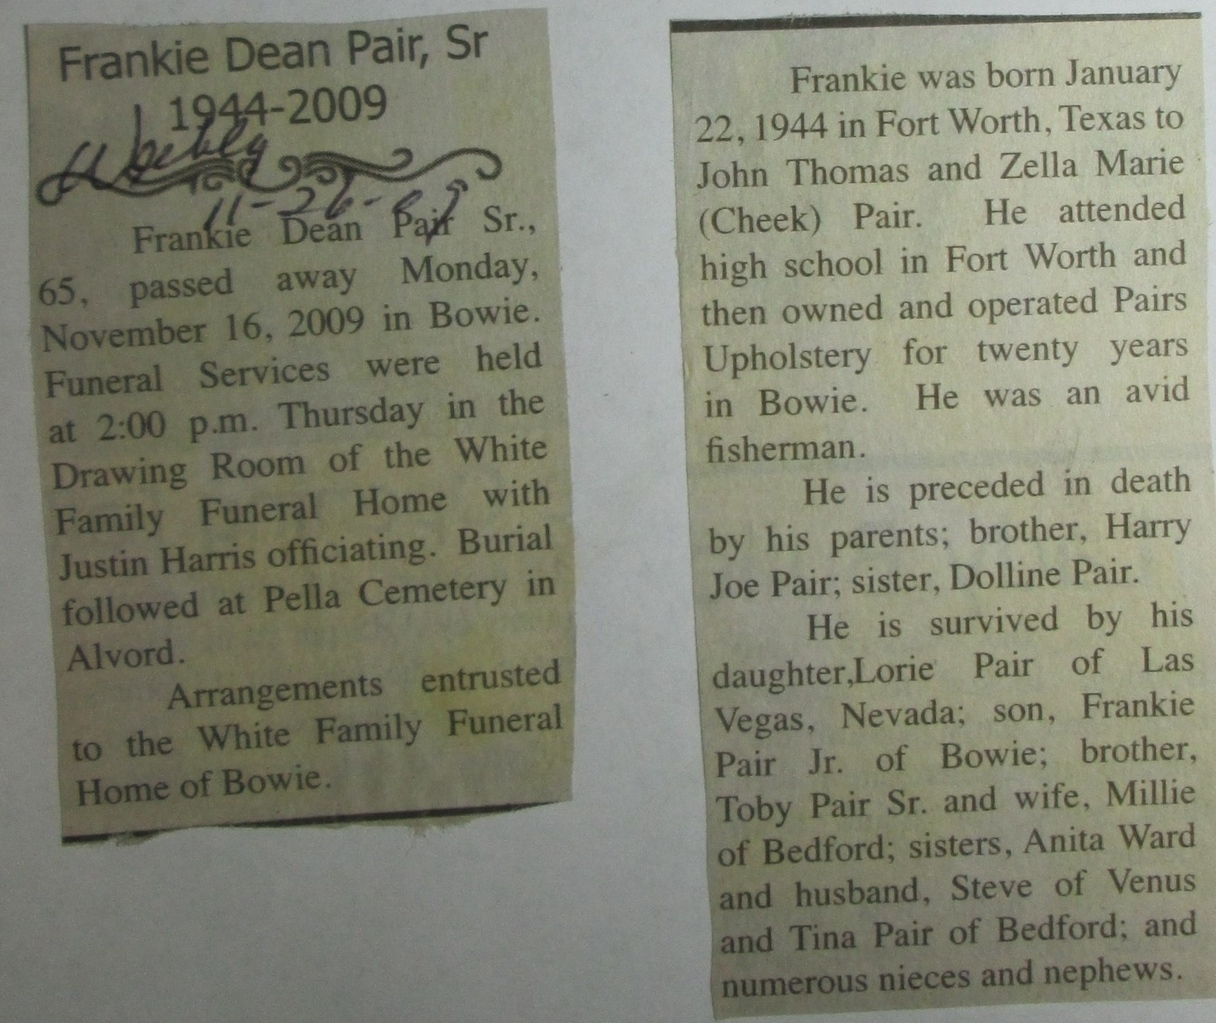 Frankie Dean Pair, Sr
1944-2009
Weekly
11-26-09
Frankie Dean Pair Sr.,
65, passed away Monday,
November 16, 2009 in Bowie.
Funeral Services were held
at 2:00 p.m. Thursday in the
Drawing Room of the White
Family Funeral Home with
Justin Harris officiating. Burial
followed at Pella Cemetery in
Alvord.
Arrangements entrusted
to the White Family Funeral
Home of Bowie.
Frankie was born January
22, 1944 in Fort Worth, Texas to
John Thomas and Zella Marie
(Cheek) Pair. He attended
high school in Fort Worth and
then owned and operated Pairs
Upholstery for twenty years
in Bowie. He was an avid
fisherman.
He is preceded in death
by his parents; brother, Harry
Joe Pair; sister, Dolline Pair.
He is survived by his
daughter,Lorie Pair of Las
Vegas, Nevada; son, Frankie
Pair Jr. of Bowie; brother,
Toby Pair Sr. and wife, Millie
of Bedford; sisters, Anita Ward
and husband, Steve of Venus
and Tina Pair of Bedford; and
numerous nieces and nephews.